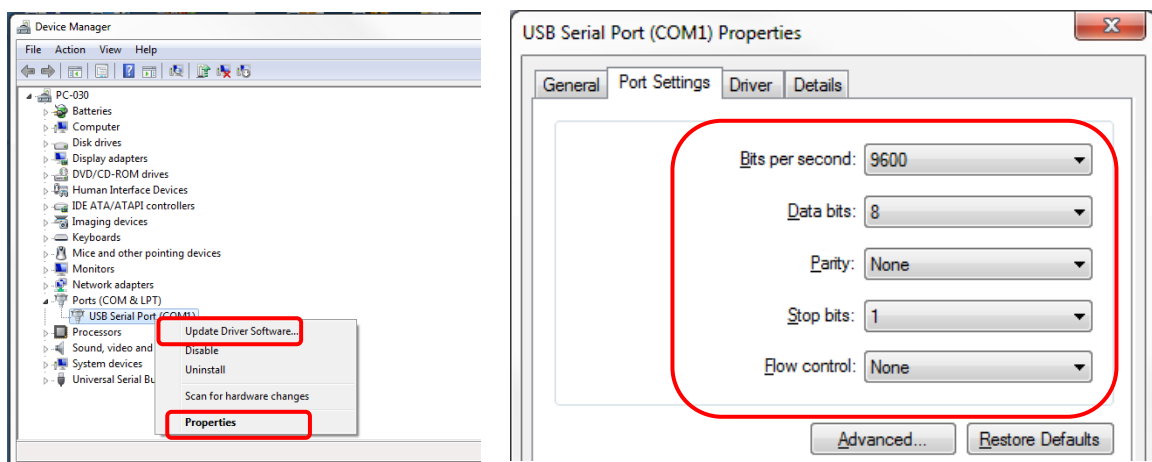 Device Manager
File Action View Help
PC-030
Batteries
Computer
Disk drives
Display adapters
DVD/CD-ROM drives
Human Interface Devices
IDE ATA/ATAPI controllers
Imaging devices
Keyboards
Mice and other pointing devices
Monitors
Network adapters
Ports (COM & LPT)
USB Serial Port (COM1)
Processors
Sound, video and
System devices
Universal Serial Bu
Update Driver Software...
Disable
Uninstall
Scan for hardware changes
Properties
USB Serial Port (COM1) Properties
X
General Port Settings Driver Details
Bits per second: 9600
Data bits: 8
Parity: None
Stop bits: 1
Flow control: None
Advanced... Restore Defaults